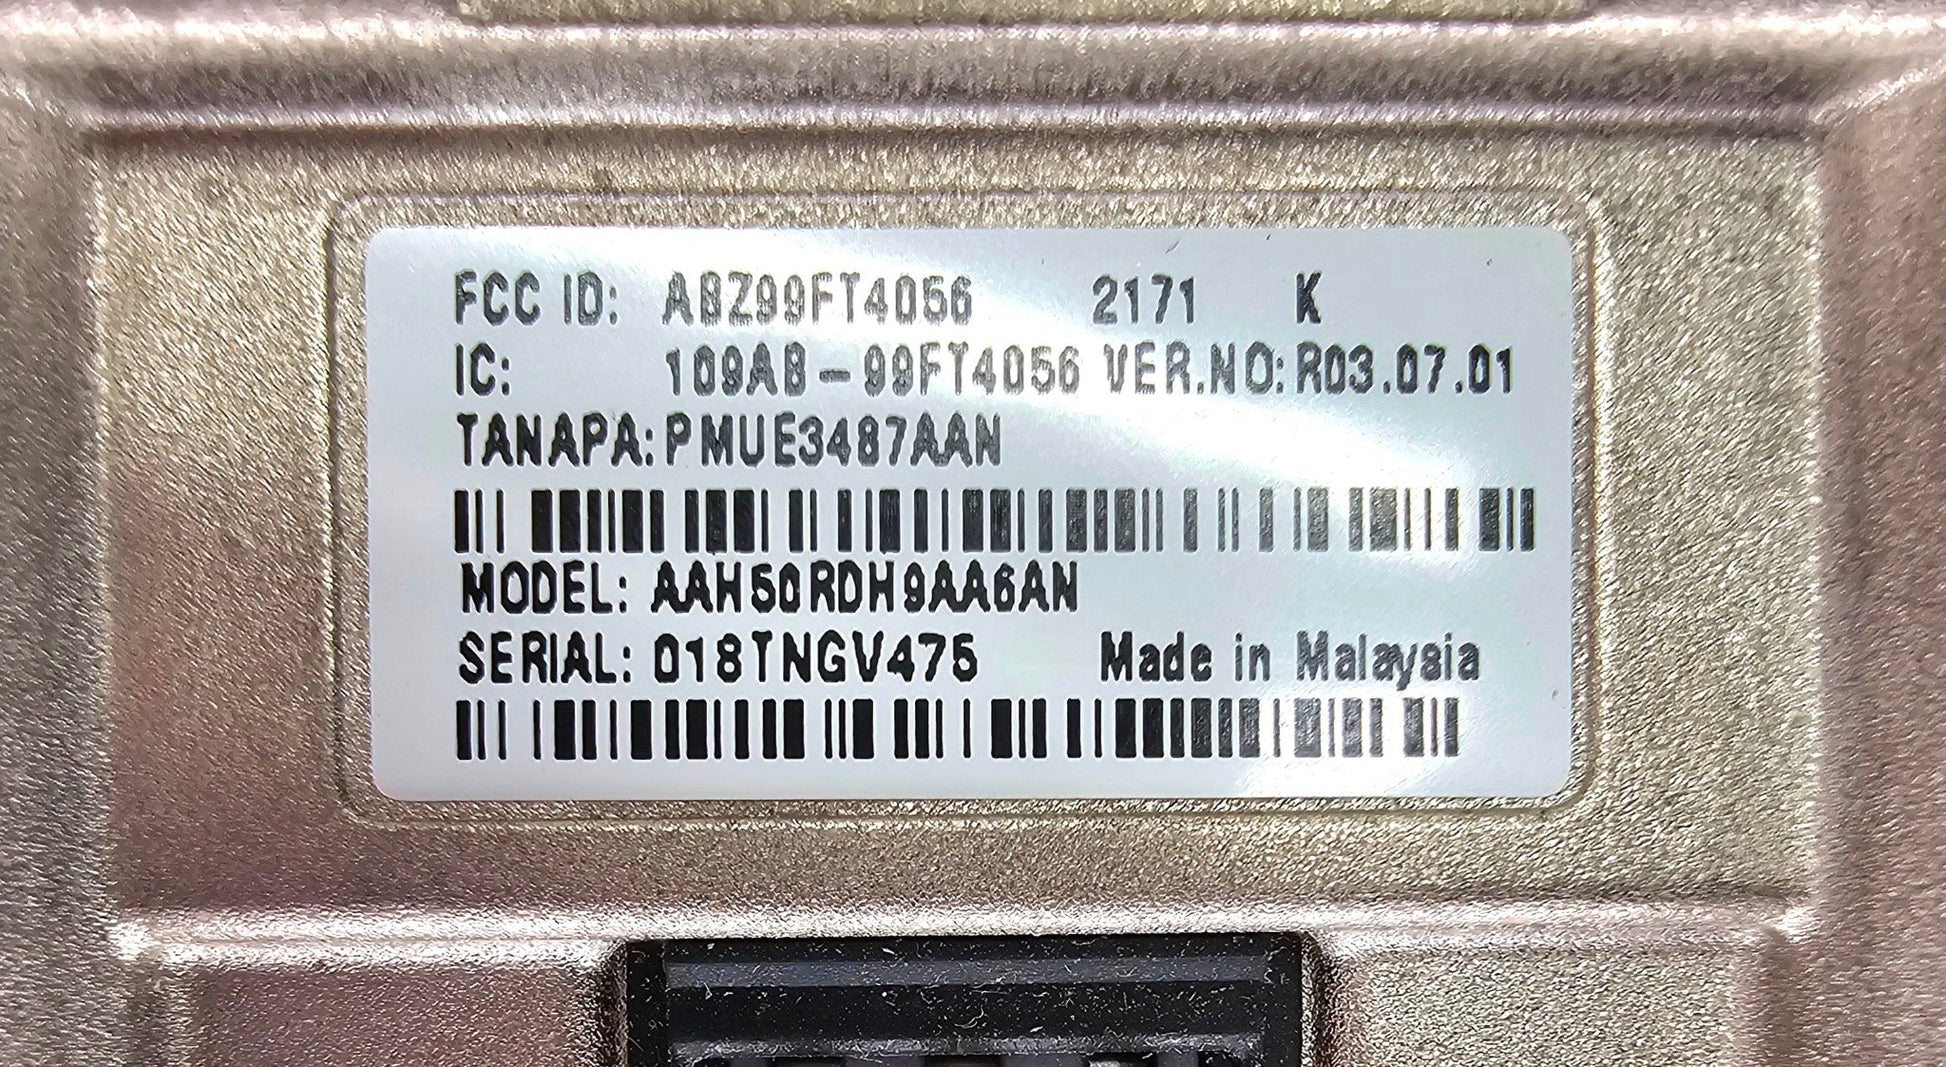 FCC ID: ABZ99FT4056 2171 K
IC: 109AB-99FT4056 VER.NO:R03.07.01
TANAPA:PMUE3487AAN
MODEL: AAH50RDH9AA6AN
SERIAL: 018TNGV475 Made in Malaysia